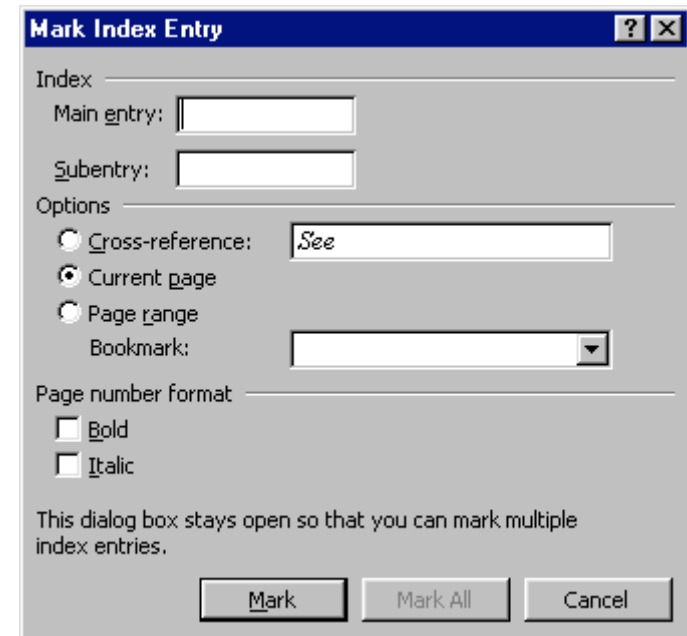 Mark Index Entry
Index
Main entry:
Subentry:
Options
Cross-reference: See
Current page
Page range
Bookmark:
Page number format
Bold
Italic
This dialog box stays open so that you can mark multiple
index entries.
Mark Mark All Cancel